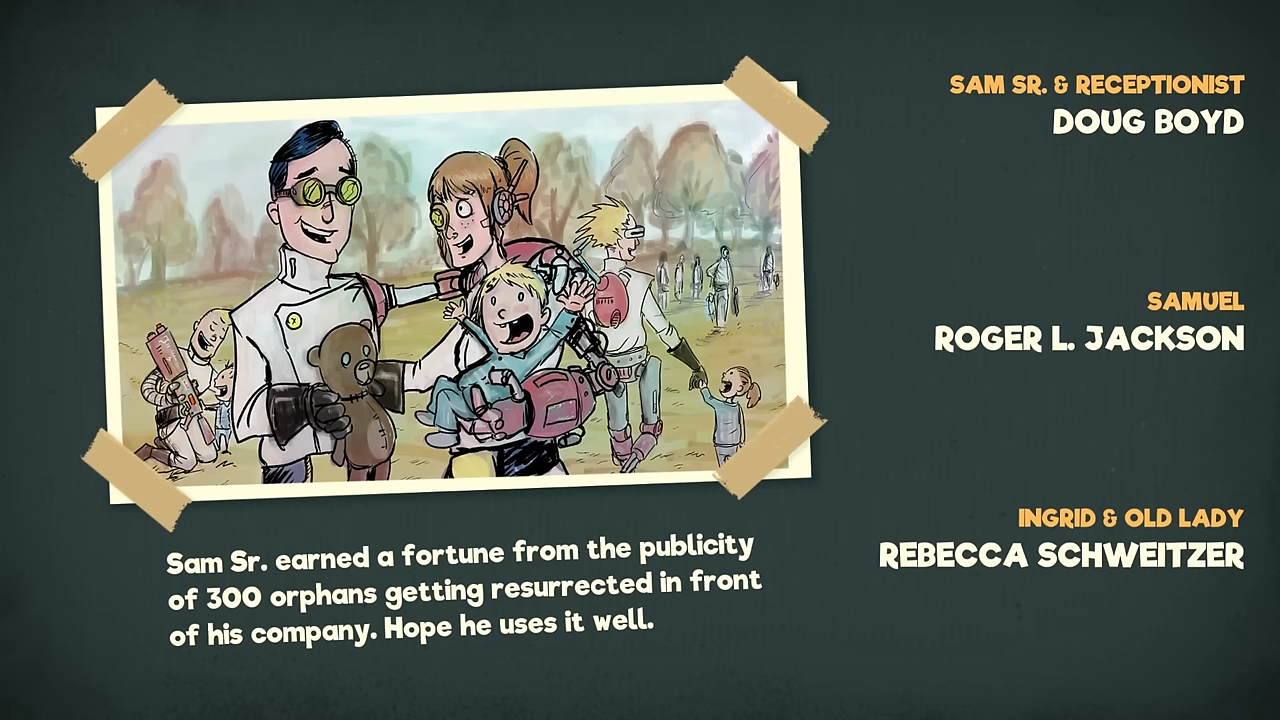 SAM SR. & RECEPTIONIST
DOUG BOYD
SAMUEL
ROGER L. JACKSON
INGRID & OLD LADY
REBECCA SCHWEITZER
Sam Sr. earned a fortune from the publicity
of 300 orphans getting resurrected in front
of his company. Hope he uses it well.